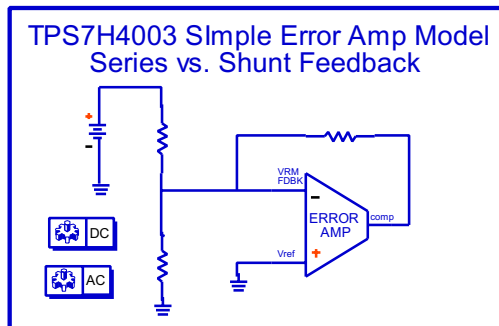 TPS7H4003 SImple Error Amp Model
Series vs. Shunt Feedback
+
-
VRM
FDBK
-
ERROR
AMP
comp
Vref
+
DC
AC